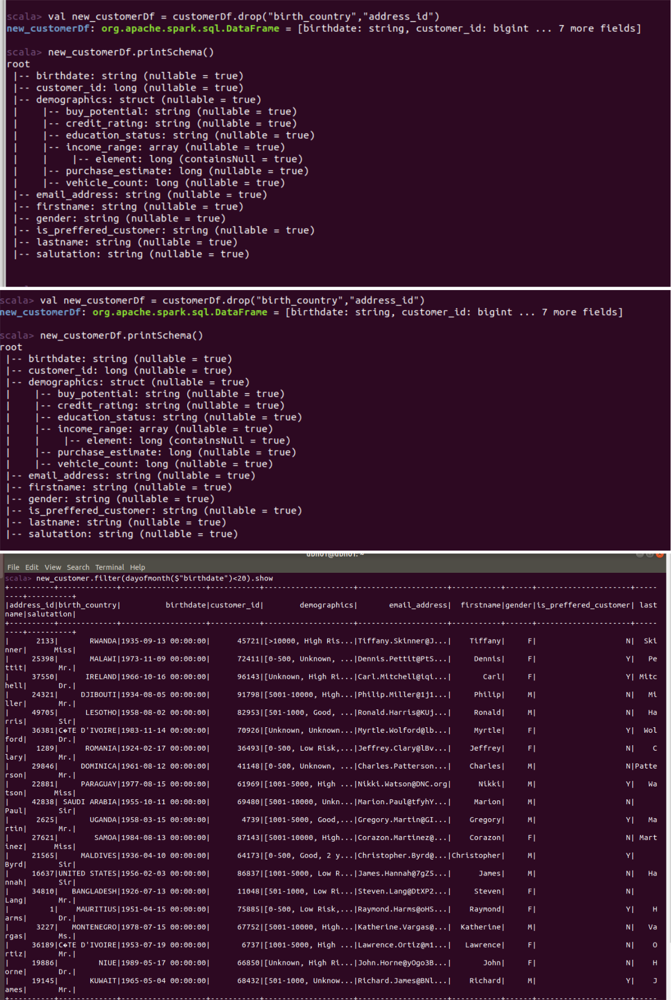 scala> val new_customerDf = customerDf.drop("birth_country","address_id")
new_customerDf: org.apache.spark.sql.DataFrame = [birthdate: string, customer_id: bigint ... 7 more fields]
scala> new_customerDf.printSchema()
root
 |-- birthdate: string (nullable = true)
 |-- customer_id: long (nullable = true)
 |-- demographics: struct (nullable = true)
 |    |-- buy_potential: string (nullable = true)
 |    |-- credit_rating: string (nullable = true)
 |    |-- education_status: string (nullable = true)
 |    |-- income_range: array (nullable = true)
 |    |    |-- element: long (containsNull = true)
 |    |-- purchase_estimate: long (nullable = true)
 |    |-- vehicle_count: long (nullable = true)
 |-- email_address: string (nullable = true)
 |-- firstname: string (nullable = true)
 |-- gender: string (nullable = true)
 |-- is_preffered_customer: string (nullable = true)
 |-- lastname: string (nullable = true)
 |-- salutation: string (nullable = true)
scala> val new_customerDf = customerDf.drop("birth_country","address_id")
new_customerDf: org.apache.spark.sql.DataFrame = [birthdate: string, customer_id: bigint ... 7 more fields]
scala> new_customerDf.printSchema()
root
 |-- birthdate: string (nullable = true)
 |-- customer_id: long (nullable = true)
 |-- demographics: struct (nullable = true)
 |    |-- buy_potential: string (nullable = true)
 |    |-- credit_rating: string (nullable = true)
 |    |-- education_status: string (nullable = true)
 |    |-- income_range: array (nullable = true)
 |    |    |-- element: long (containsNull = true)
 |    |-- purchase_estimate: long (nullable = true)
 |    |-- vehicle_count: long (nullable = true)
 |-- email_address: string (nullable = true)
 |-- firstname: string (nullable = true)
 |-- gender: string (nullable = true)
 |-- is_preffered_customer: string (nullable = true)
 |-- lastname: string (nullable = true)
 |-- salutation: string (nullable = true)
File Edit View Search Terminal Help
scala> new_customer.filter(dayofmonth($"birthdate")<20).show
+----------+-------------+-------------------+-----------+--------------------+--------------------+-----------+------+---------------------+-----
----+----------+
|address_id|birth_country|          birthdate|customer_id|        demographics|       email_address|  firstname|gender|is_preffered_customer| last
name|salutation|
+----------+-------------+-------------------+-----------+--------------------+--------------------+-----------+------+---------------------+-----
----+----------+
|      2133|       RWANDA|1935-09-13 00:00:00|      45721|[>10000, High Ris...|Tiffany.Skinner@J...|    Tiffany|     F|                    N|  Ski
nner|      Miss|
|     25398|       MALAWI|1973-11-09 00:00:00|      72411|[0-500, Unknown, ...|Dennis.Pettit@PtS...|     Dennis|     F|                    Y|   Pe
ttit|       Mr.|
|     37550|      IRELAND|1966-10-16 00:00:00|      96143|[Unknown, High Ri...|Carl.Mitchell@iqi...|       Carl|     F|                    Y| Mitc
hell|       Dr.|
|     24321|     DJIBOUTI|1934-08-05 00:00:00|      91798|[5001-10000, High...|Philip.Miller@1j1...|     Philip|     M|                    N|   Mi
ller|       Mr.|
|     49705|      LESOTHO|1958-08-02 00:00:00|      82953|[501-1000, Good, ...|Ronald.Harris@KUj...|     Ronald|     M|                    N|   Ha
rris|       Sir|
|     36381|C�TE D'IVOIRE|1983-11-14 00:00:00|      70926|[Unknown, Unknown...|Myrtle.Wolford@lb...|     Myrtle|     F|                    Y|  Wol
ford|       Dr.|
|      1289|      ROMANIA|1924-02-17 00:00:00|      36493|[0-500, Low Risk,...|Jeffrey.Clary@lBv...|    Jeffrey|     F|                    N|    C
lary|       Mr.|
|     29846|     DOMINICA|1961-08-12 00:00:00|      41148|[0-500, Unknown, ...|Charles.Patterson...|    Charles|     M|                    N|Patte
rson|       Mr.|
|     22881|     PARAGUAY|1977-08-15 00:00:00|      61969|[1001-5000, High ...|Nikki.Watson@DNC.org|      Nikki|     M|                    Y|   Wa
tson|      Miss|
|     42838| SAUDI ARABIA|1955-10-11 00:00:00|      69480|[5001-10000, Unkn...|Marion.Paul@tfyhY...|     Marion|     M|                    N|
Paul|       Sir|
|      2625|       UGANDA|1958-03-15 00:00:00|       4739|[1001-5000, Good,...|Gregory.Martin@GI...|    Gregory|     M|                    Y|   Ma
rtin|       Mr.|
|     27621|        SAMOA|1984-08-13 00:00:00|      87143|[5001-10000, High...|Corazon.Martinez@...|    Corazon|     F|                    N| Mart
inez|      Miss|
|     21565|     MALDIVES|1936-04-10 00:00:00|      64173|[0-500, Good, 2 y...|Christopher.Byrd@...|Christopher|     M|                    Y|
Byrd|       Sir|
|     16637|UNITED STATES|1956-02-03 00:00:00|      86837|[1001-5000, Low R...|James.Hannah@7gZ5...|      James|     M|                    N|   Ha
nnah|       Sir|
|     34810|   BANGLADESH|1926-07-13 00:00:00|      11048|[501-1000, Low Ri...|Steven.Lang@DtXP2...|     Steven|     F|                    N|
Lang|       Mr.|
|         1|    MAURITIUS|1951-04-15 00:00:00|      75885|[0-500, Low Risk,...|Raymond.Harms@oHS...|    Raymond|     F|                    Y|    H
arms|       Dr.|
|      3227|   MONTENEGRO|1978-07-15 00:00:00|      67752|[5001-10000, High...|Katherine.Vargas@...|  Katherine|     M|                    N|   Va
rgas|       Ms.|
|     36189|C�TE D'IVOIRE|1953-07-19 00:00:00|       6737|[1001-5000, High ...|Lawrence.Ortiz@m1...|   Lawrence|     F|                    N|    O
rtiz|       Mr.|
|     19886|         NIUE|1989-05-17 00:00:00|      66850|[Unknown, High Ri...|John.Horne@yOgo3B...|       John|     F|                    N|    H
orne|       Dr.|
|     19145|       KUWAIT|1965-05-04 00:00:00|      68432|[501-1000, Unknow...|Richard.James@BNl...|    Richard|     M|                    Y|    J
ames|       Mr.|
+----------+-------------+-------------------+-----------+--------------------+--------------------+-----------+------+---------------------+-----